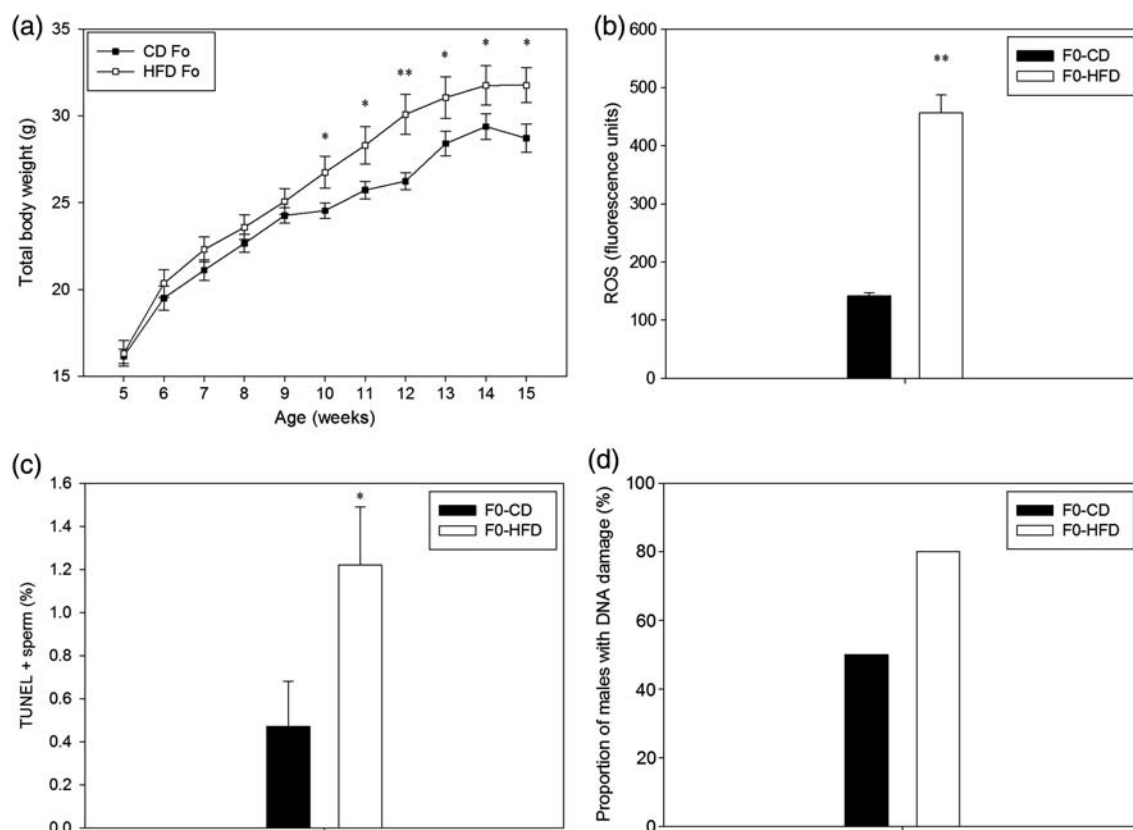 (a)
35
30
25
20
15
Total body weight (g)
CD Fo
HFD Fo
*
*
**
*
*
*
5 6 7 8 9 10 11 12 13 14 15
Age (weeks)
(b)
600
500
400
300
200
100
0
ROS (fluorescence units)
F0-CD
F0-HFD
**
(c)
1.6
1.4
1.2
1.0
0.8
0.6
0.4
0.2
0.0
TUNEL + sperm (%)
F0-CD
F0-HFD
*
(d)
100
80
60
40
20
0
Proportion of males with DNA damage (%)
F0-CD
F0-HFD